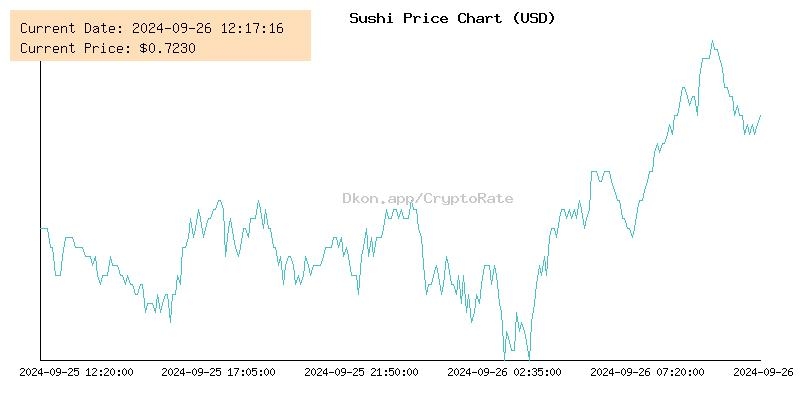 Sushi Price Chart (USD)
Current Date: 2024-09-26 12:17:16
Current Price: $0.7230
Dkon.app/CryptoRate
2024-09-25 12:20:00 2024-09-25 17:05:00 2024-09-25 21:50:00 2024-09-26 02:35:00 2024-09-26 07:20:00 2024-09-26